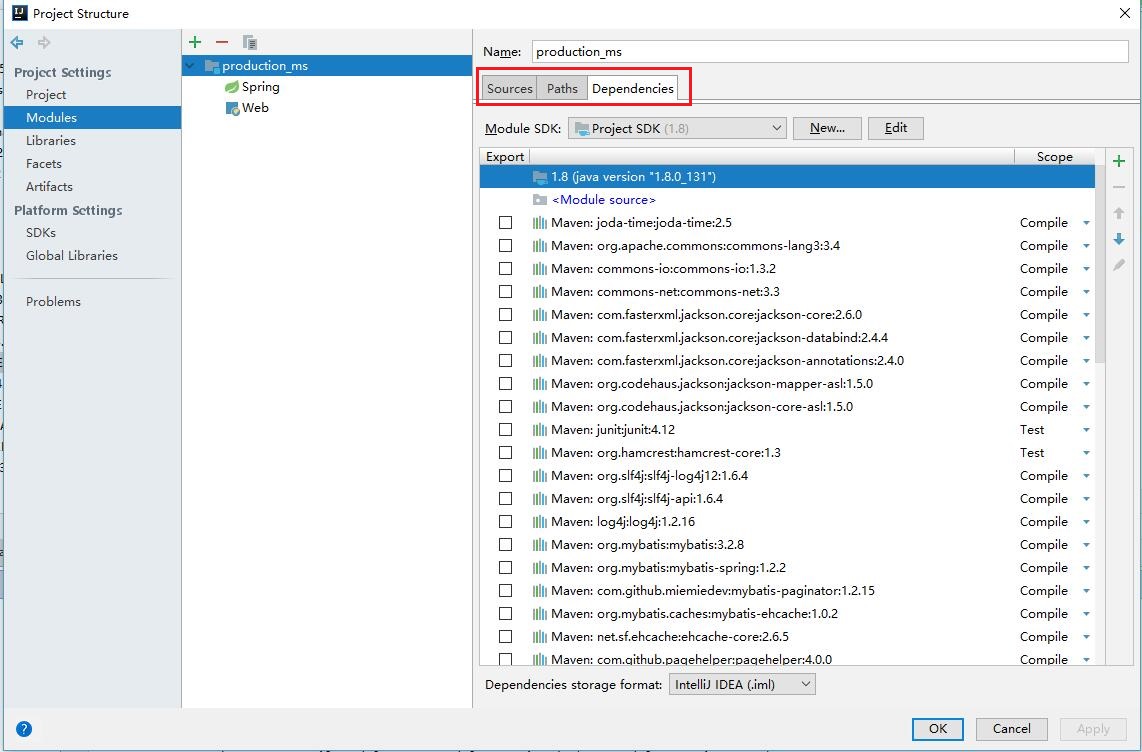 Project Structure
Project Settings
Project
Modules
Libraries
Facets
Artifacts
Platform Settings
SDKs
Global Libraries
Problems
production_ms
Spring
Web
Name: production_ms
Sources Paths Dependencies
Module SDK: Project SDK (1.8) New... Edit
Export Scope
1.8 (java version "1.8.0_131")
<Module source>
Maven: joda-time:joda-time:2.5 Compile
Maven: org.apache.commons:commons-lang3:3.4 Compile
Maven: commons-io:commons-io:1.3.2 Compile
Maven: commons-net:commons-net:3.3 Compile
Maven: com.fasterxml.jackson.core:jackson-core:2.6.0 Compile
Maven: com.fasterxml.jackson.core:jackson-databind:2.4.4 Compile
Maven: com.fasterxml.jackson.core:jackson-annotations:2.4.0 Compile
Maven: org.codehaus.jackson:jackson-mapper-asl:1.5.0 Compile
Maven: org.codehaus.jackson:jackson-core-asl:1.5.0 Compile
Maven: junit:junit:4.12 Test
Maven: org.hamcrest:hamcrest-core:1.3 Test
Maven: org.slf4j:slf4j-log4j12:1.6.4 Compile
Maven: org.slf4j:slf4j-api:1.6.4 Compile
Maven: log4j:log4j:1.2.16 Compile
Maven: org.mybatis:mybatis:3.2.8 Compile
Maven: org.mybatis:mybatis-spring:1.2.2 Compile
Maven: com.github.miemiedev:mybatis-paginator:1.2.15 Compile
Maven: org.mybatis.caches:mybatis-ehcache:1.0.2 Compile
Maven: net.sf.ehcache:ehcache-core:2.6.5 Compile
Maven: com.github.pagehelper:pagehelper:4.0.0 Compile
Dependencies storage format: IntelliJ IDEA (.iml)
OK Cancel Apply